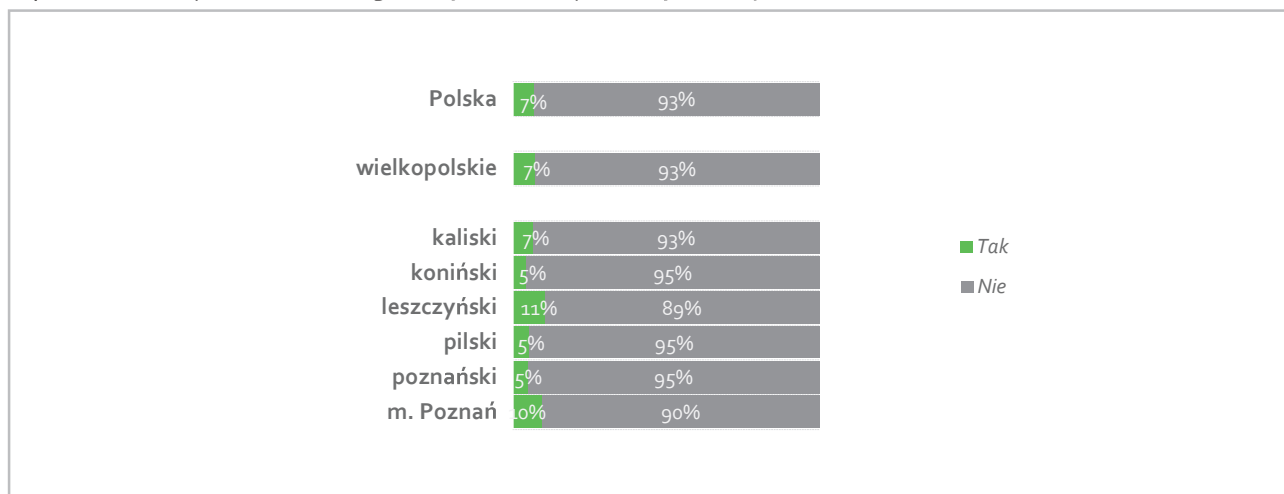 Polska 7% 93%
wielkopolskie 7% 93%
kaliski 7% 93%
koniński 5% 95%
leszczyński 11% 89%
pilski 5% 95%
poznański 5% 95%
m. Poznań 10% 90%
Tak
Nie